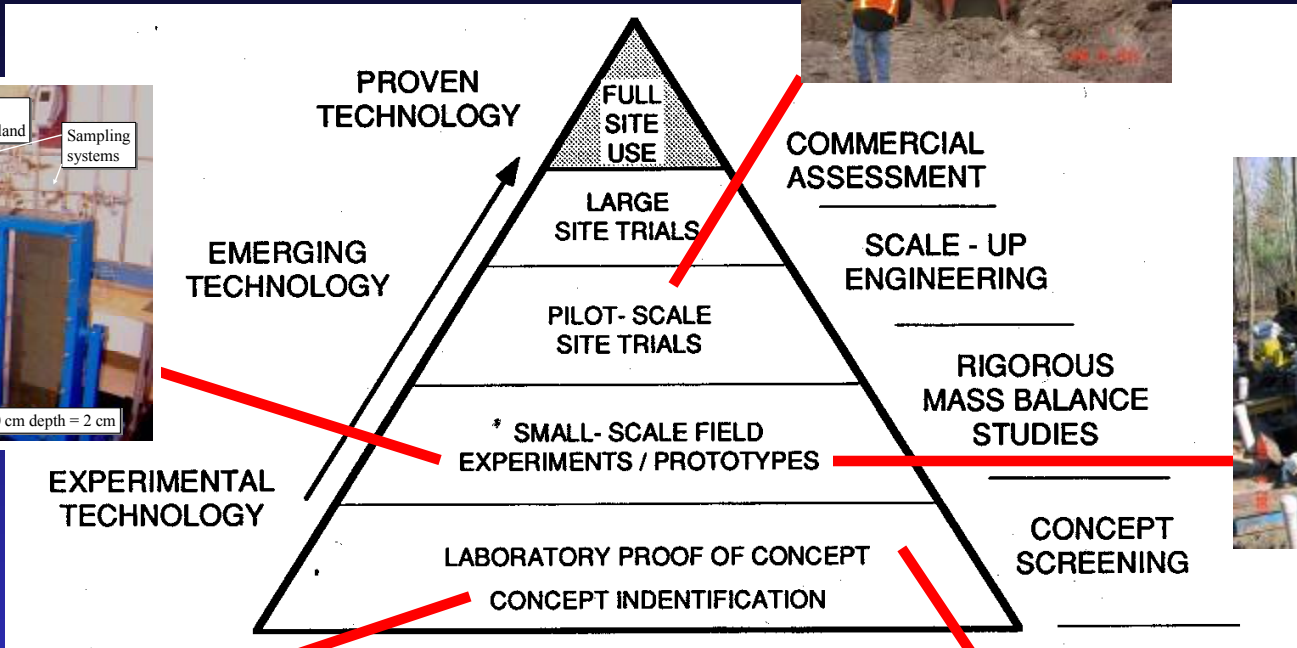 land
Sampling
systems
cm depth = 2 cm
PROVEN
TECHNOLOGY
EMERGING
TECHNOLOGY
EXPERIMENTAL
TECHNOLOGY
FULL
SITE
USE
LARGE
SITE TRIALS
PILOT- SCALE
SITE TRIALS
SMALL- SCALE FIELD
EXPERIMENTS / PROTOTYPES
LABORATORY PROOF OF CONCEPT
CONCEPT INDENTIFICATION
COMMERCIAL
ASSESSMENT
SCALE - UP
ENGINEERING
RIGOROUS
MASS BALANCE
STUDIES
CONCEPT
SCREENING